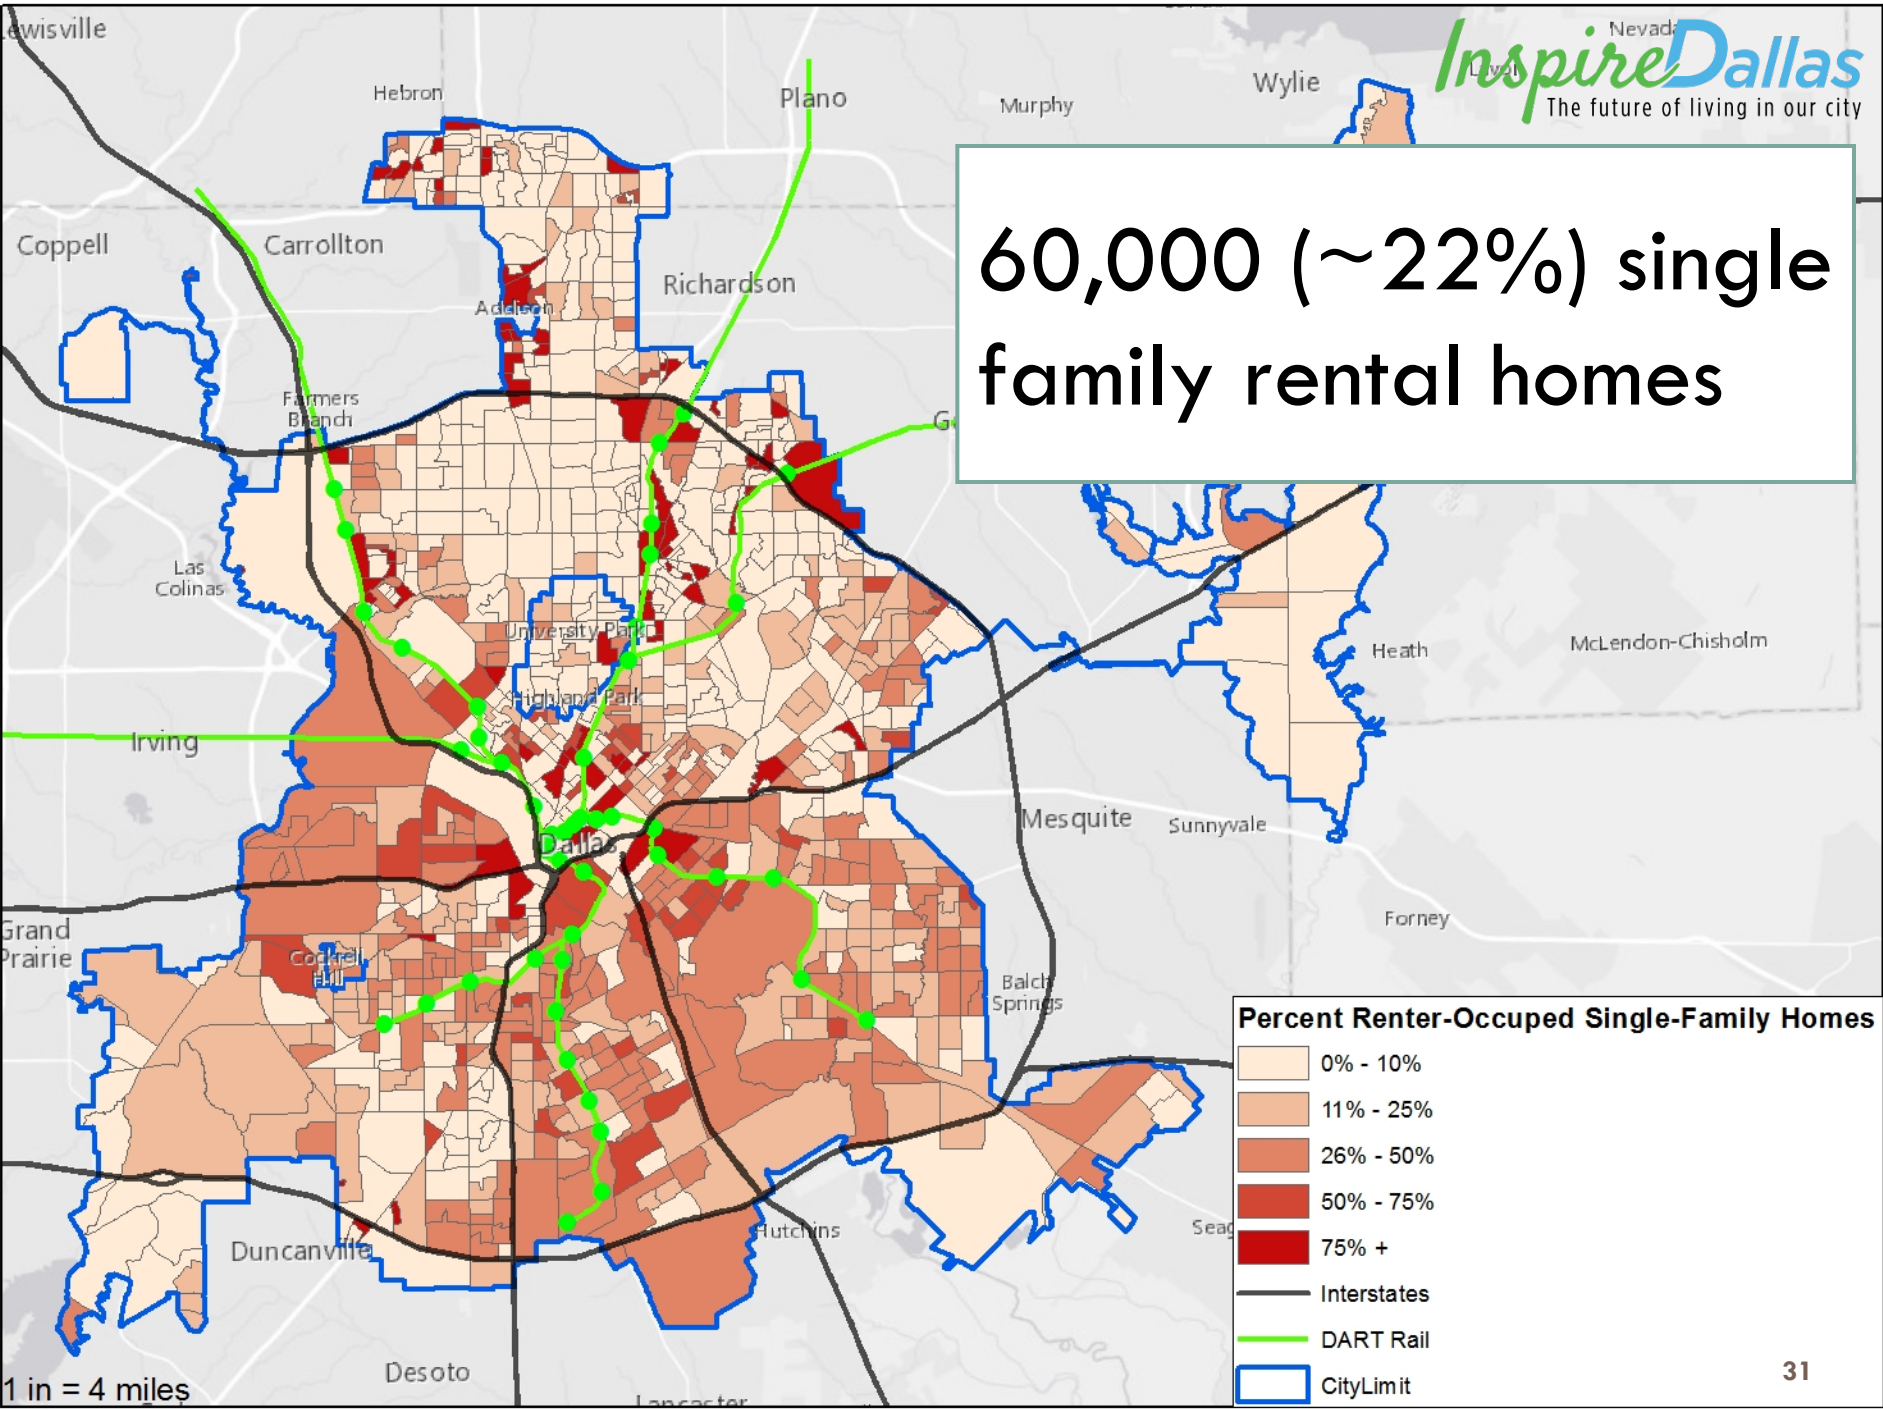 Lewisville
Nevada
InspireDallas
The future of living in our city
Hebron
Plano
Murphy
Wylie
60,000 (~22%) single
family rental homes
Coppell
Carrollton
Richardson
Addison
Farmers
Branch
Las
Colinas
University Park
Highland Park
Heath
McLendon-Chisholm
Irving
Dallas
Mesquite
Sunnyvale
Grand
Prairie
Cockrell
Hill
Forney
Balch
Springs
Hutchins
Seag
Duncanville
Desoto
Lancaster
1 in = 4 miles
Percent Renter-Occuped Single-Family Homes
0% - 10%
11% - 25%
26% - 50%
50% - 75%
75% +
Interstates
DART Rail
CityLimit
31